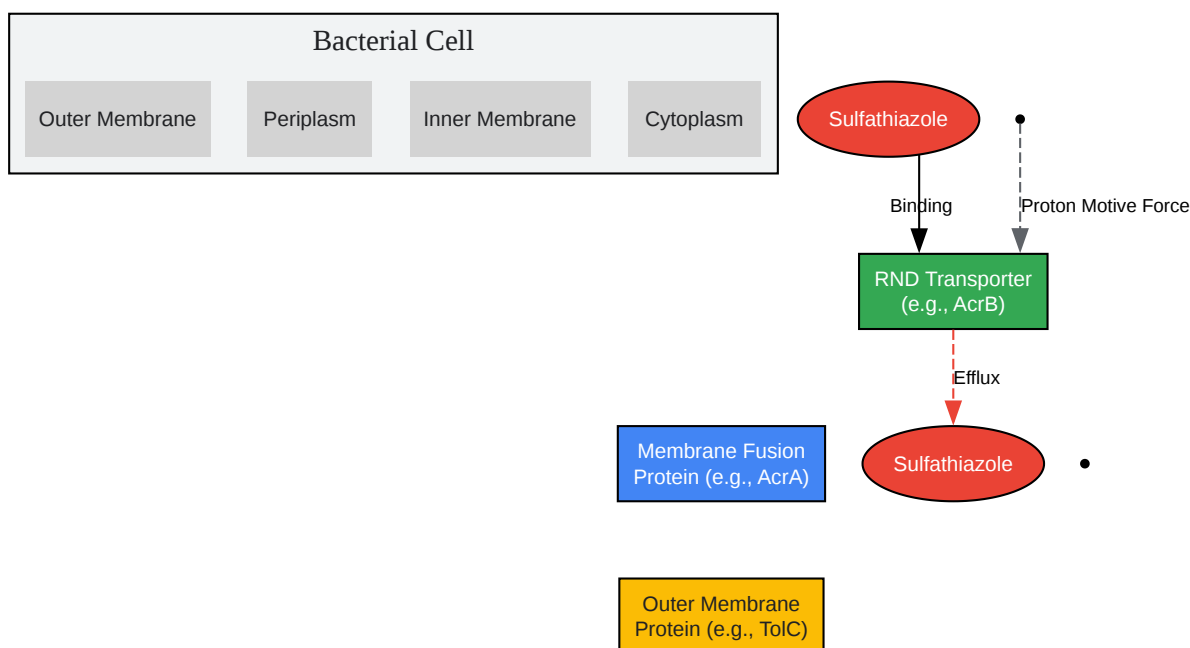 Bacterial Cell
Outer Membrane
Periplasm
Inner Membrane
Cytoplasm
Sulfathiazole
Binding
Proton Motive Force
RND Transporter
(e.g., AcrB)
Efflux
Membrane Fusion
Protein (e.g., AcrA)
Sulfathiazole
Outer Membrane
Protein (e.g., TolC)